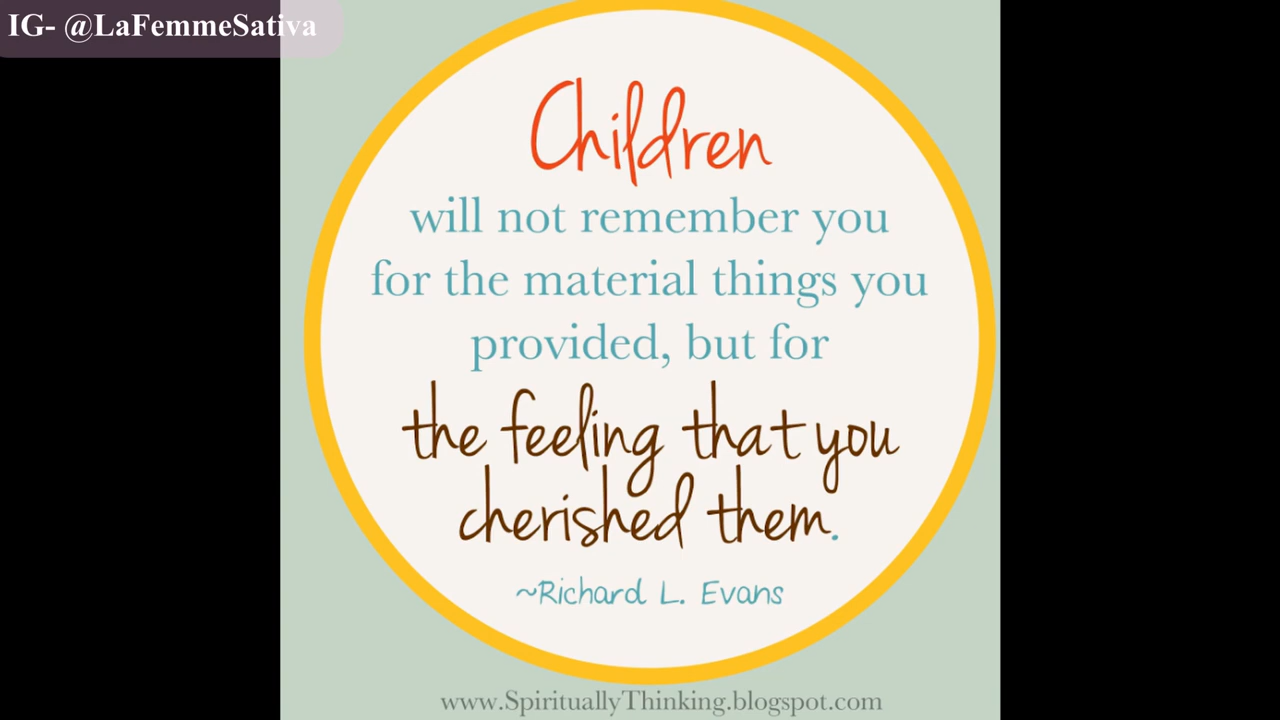 IG- @LaFemmeSativa
Children
will not remember you
for the material things you
provided, but for
the feeling that you
cherished them.
~Richard L. Evans
www.SpirituallyThinking.blogspot.com